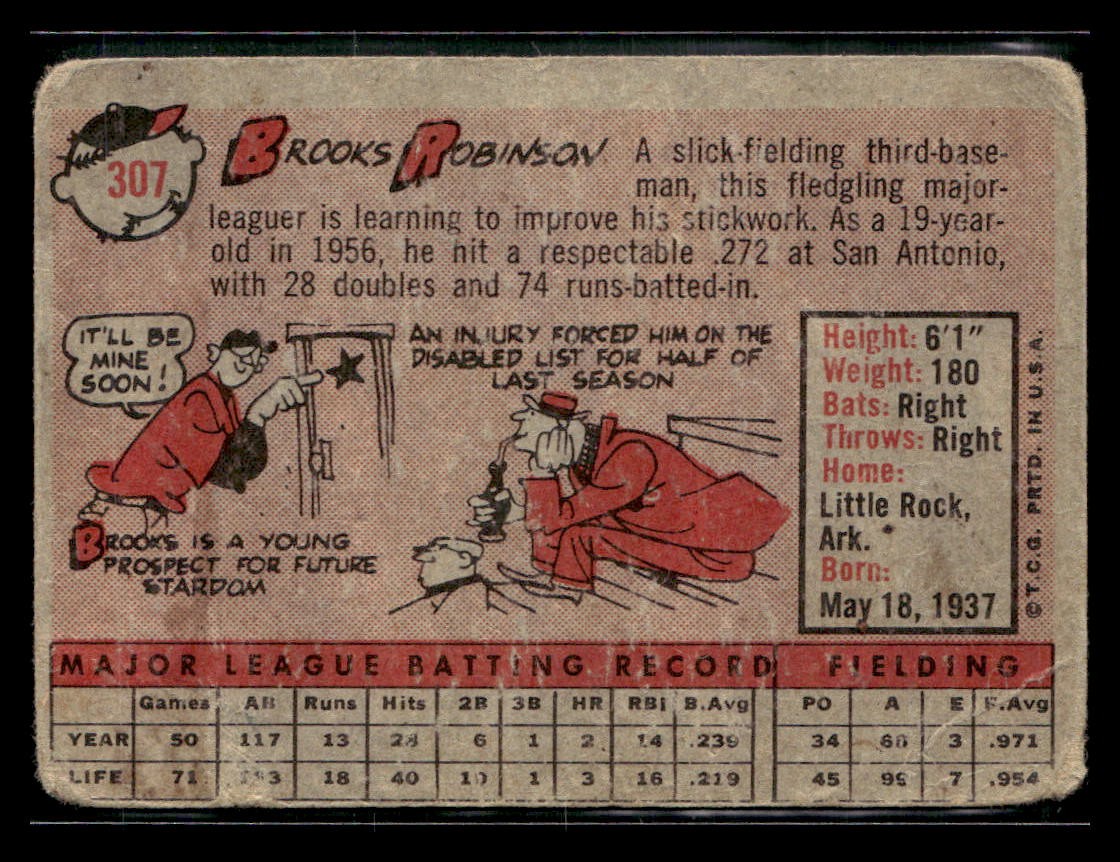 307
BROOKS ROBINSON A slick-fielding third-base-
man, this fledgling major-
leaguer is learning to improve his stickwork. As a 19-year-
old in 1956, he hit a respectable .272 at San Antonio,
with 28 doubles and 74 runs-batted-in.
IT'LL BE
MINE
SOON!
BROOKS IS A YOUNG
PROSPECT FOR FUTURE
STARDOM
AN INJURY FORCED HIM ON THE
DISABLED LIST FOR HALF OF
LAST SEASON
Height: 6'1"
Weight: 180
Bats: Right
Throws: Right
Home:
Little Rock,
Ark.
Born:
May 18, 1937
© T.C.G. PRTD. IN U.S.A.
MAJOR LEAGUE BATTING RECORD FIELDING
Games AB Runs Hits 2B 3B HR RBI B.Avg PO A E F.Avg
YEAR 50 117 13 28 6 1 2 14 .239 34 66 3 .971
LIFE 71 18 40 10 1 3 16 .219 45 99 7 .954